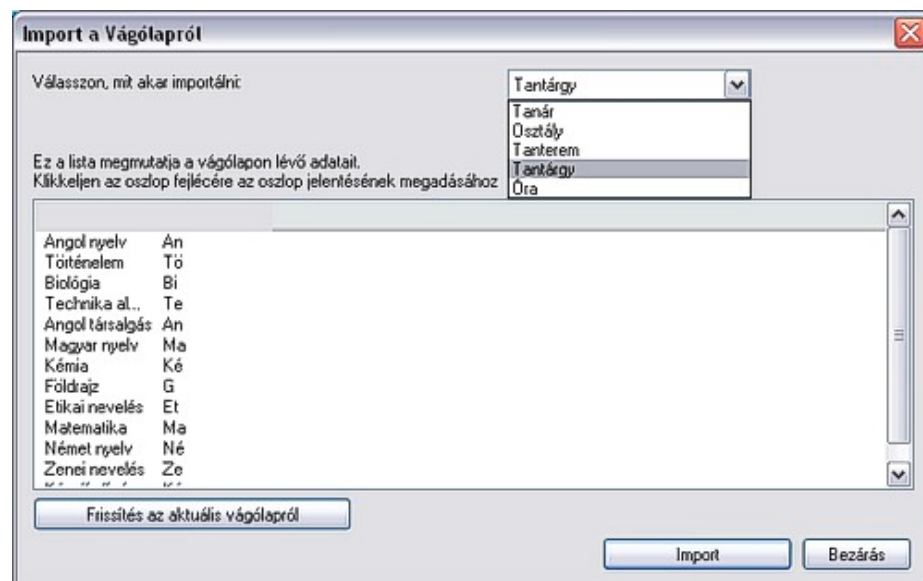 Import a Vágólapról
Válasszon, mit akar importálni:
Tantárgy
Tanár
Osztály
Tanterem
Tantárgy
Óra
Ez a lista megmutatja a vágólapon lévő adatait.
Klikkeljen az oszlop fejlécére az oszlop jelentésének megadásához
Angol nyelv An
Történelem Tö
Biológia Bi
Technika al... Te
Angol társalgás An
Magyar nyelv Ma
Kémia Ké
Földrajz G
Etikai nevelés Et
Matematika Ma
Német nyelv Né
Zenei nevelés Ze
Frissítés az aktuális vágólapról
Import Bezárás